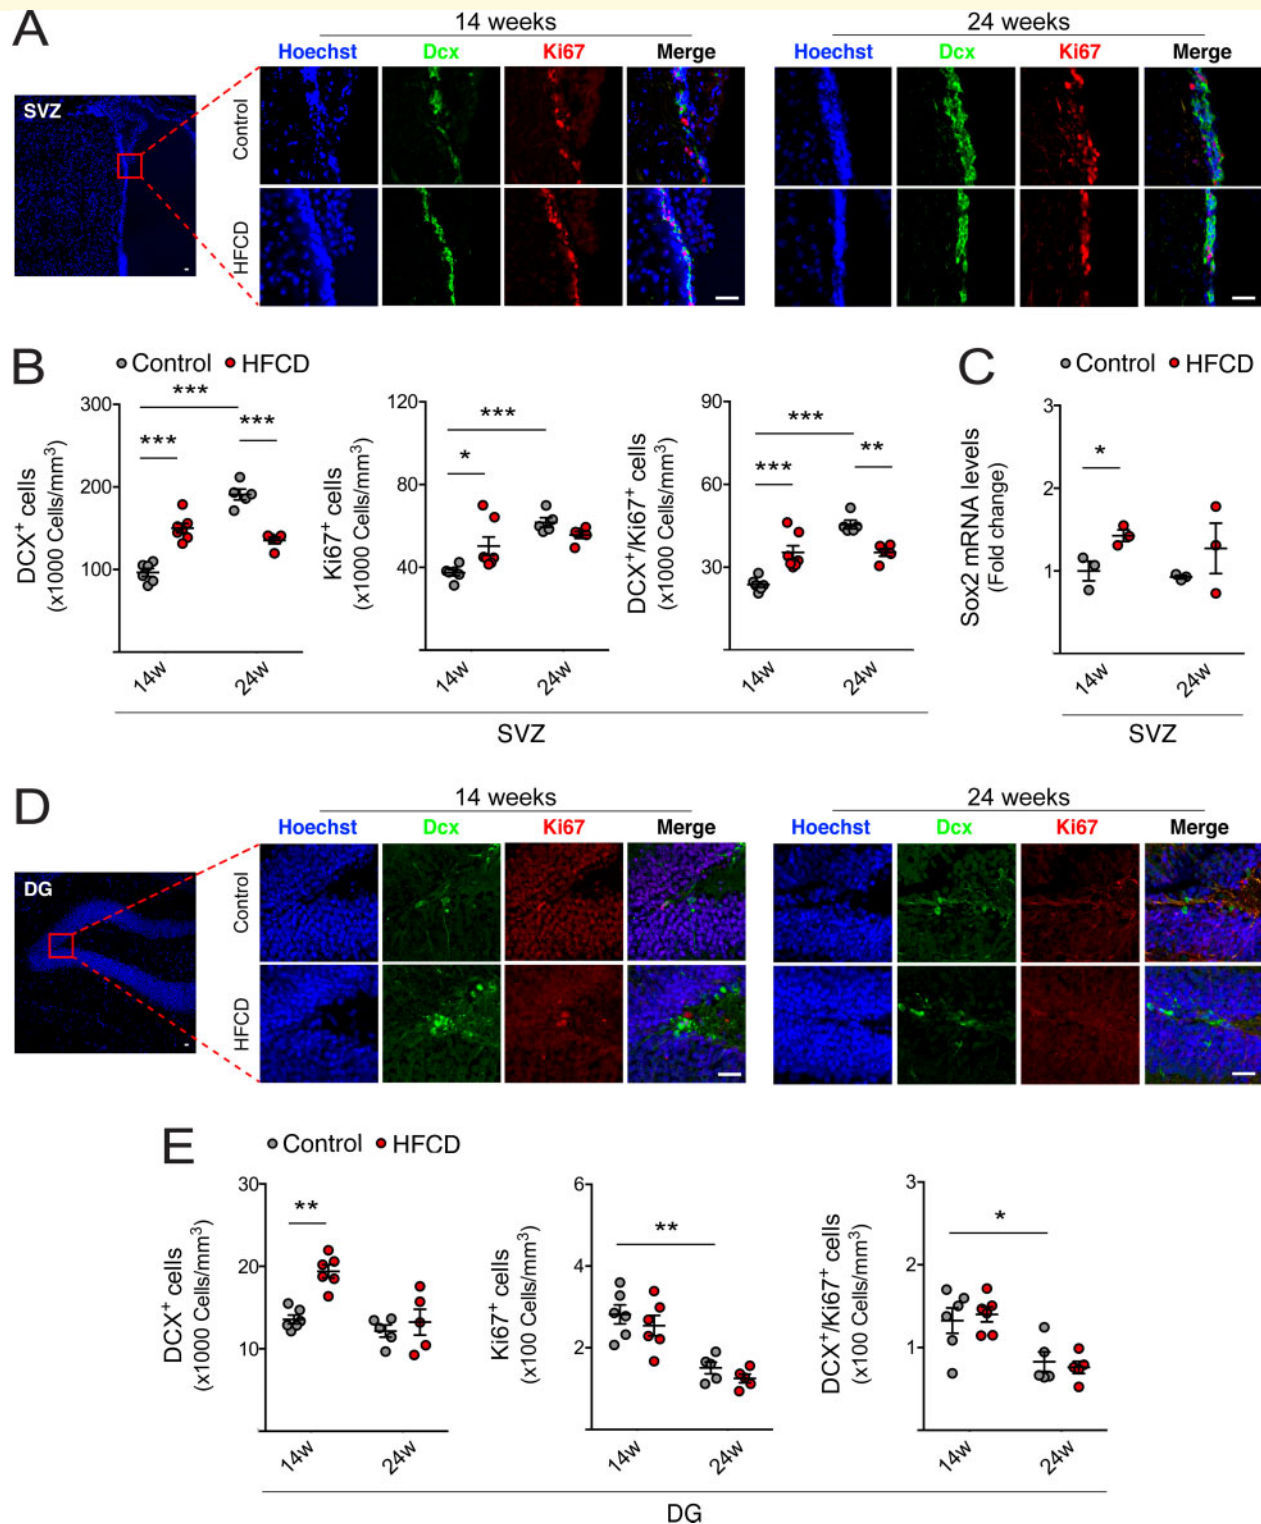 A
14 weeks
24 weeks
Hoechst Dcx Ki67 Merge
Hoechst Dcx Ki67 Merge
SVZ
Control
HFCD
B
Control HFCD
DCX+ cells
(x1000 Cells/mm3)
300
200
100
***
***
***
14w
24w
Ki67+ cells
(x1000 Cells/mm3)
120
80
40
***
*
14w
24w
DCX+/Ki67+ cells
(x1000 Cells/mm3)
90
60
30
***
***
**
14w
24w
SVZ
C
Control HFCD
Sox2 mRNA levels
(Fold change)
3
2
1
*
14w
24w
SVZ
D
14 weeks
24 weeks
Hoechst Dcx Ki67 Merge
Hoechst Dcx Ki67 Merge
DG
Control
HFCD
E
Control HFCD
DCX+ cells
(x1000 Cells/mm3)
30
20
10
**
14w
24w
Ki67+ cells
(x100 Cells/mm3)
6
4
2
**
14w
24w
DCX+/Ki67+ cells
(x100 Cells/mm3)
3
2
1
*
14w
24w
DG